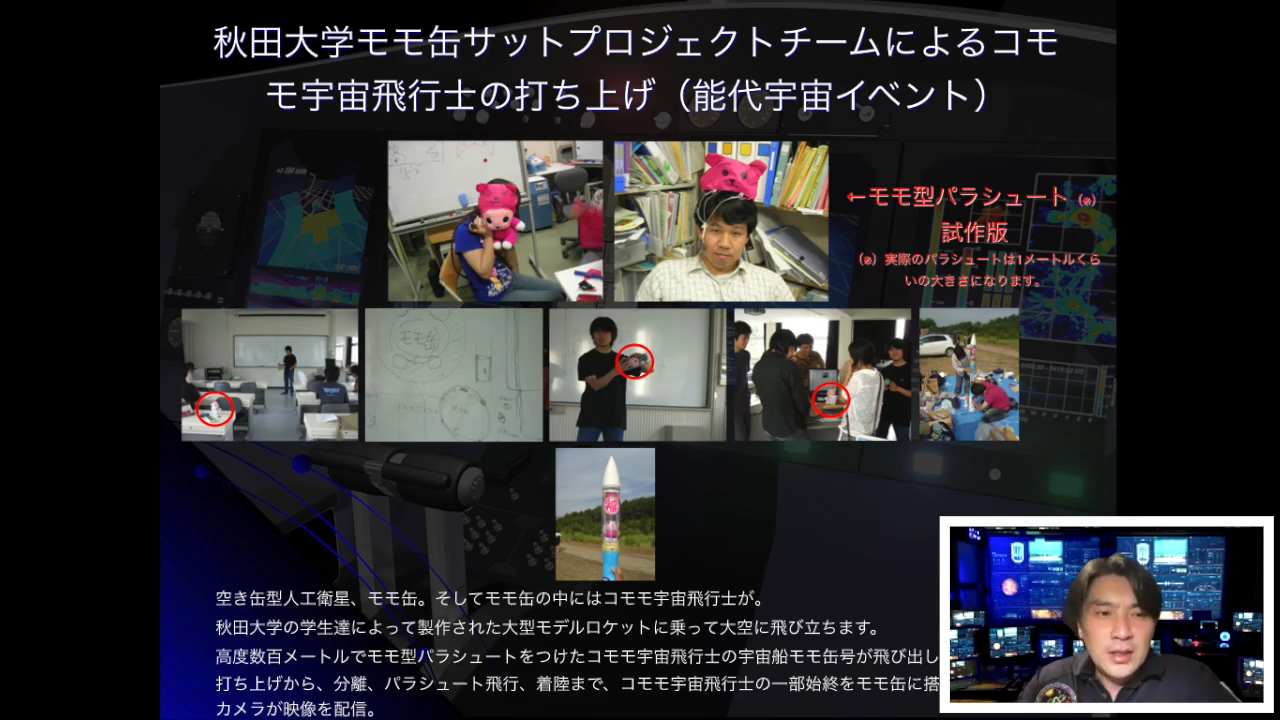 秋田大学モモ缶サットプロジェクトチームによるコモ
モ宇宙飛行士の打ち上げ（能代宇宙イベント）
←モモ型パラシュート（※）
試作版
（※）実際のパラシュートは1メートルくら
いの大きさになります。
モモ缶
空き缶型人工衛星、モモ缶。そしてモモ缶の中にはコモモ宇宙飛行士が。
秋田大学の学生達によって製作された大型モデルロケットに乗って大空に飛び立ちます。
高度数百メートルでモモ型パラシュートをつけたコモモ宇宙飛行士の宇宙船モモ缶号が飛び出し
打ち上げから、分離、パラシュート飛行、着陸まで、コモモ宇宙飛行士の一部始終をモモ缶に搭
カメラが映像を配信。